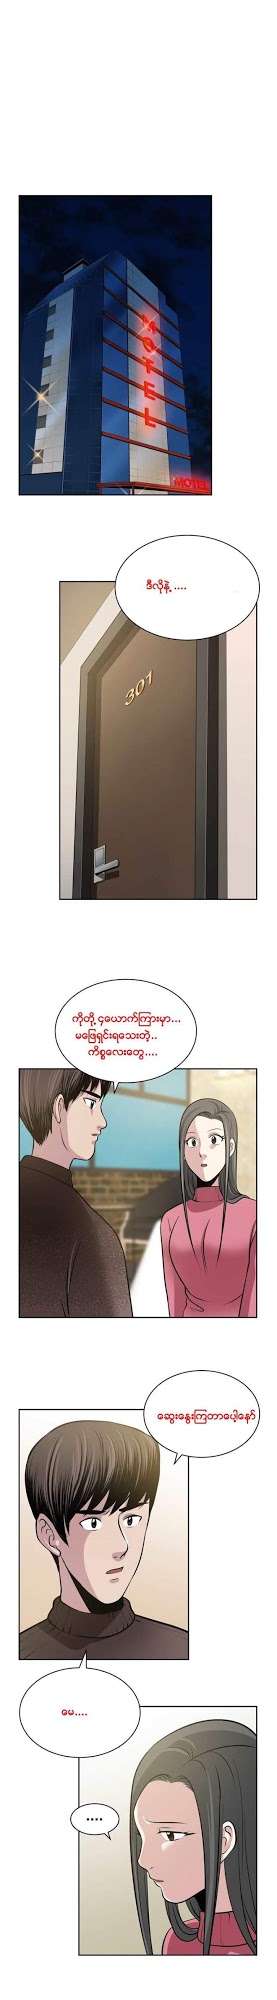 MOTEL
MOTEL
ဒီလိုနဲ့ ....
301
ကိုတို့ ၄ယောက်ကြားမှာ...
မဖြေရှင်းရသေးတဲ့..
ကိစ္စလေးတွေ....
ဆွေးနွေးကြတာပေါ့နော်
မေ....
....